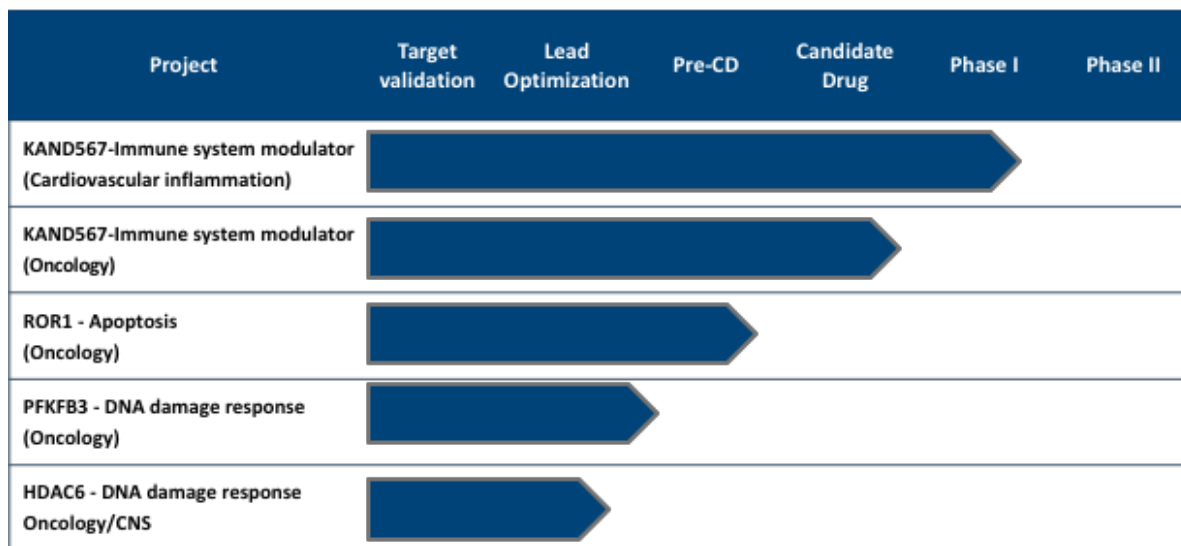 Project
Target
validation
Lead
Optimization
Pre-CD
Candidate
Drug
Phase I
Phase II
KAND567-Immune system modulator
(Cardiovascular inflammation)
KAND567-Immune system modulator
(Oncology)
ROR1 - Apoptosis
(Oncology)
PFKFB3 - DNA damage response
(Oncology)
HDAC6 - DNA damage response
Oncology/CNS